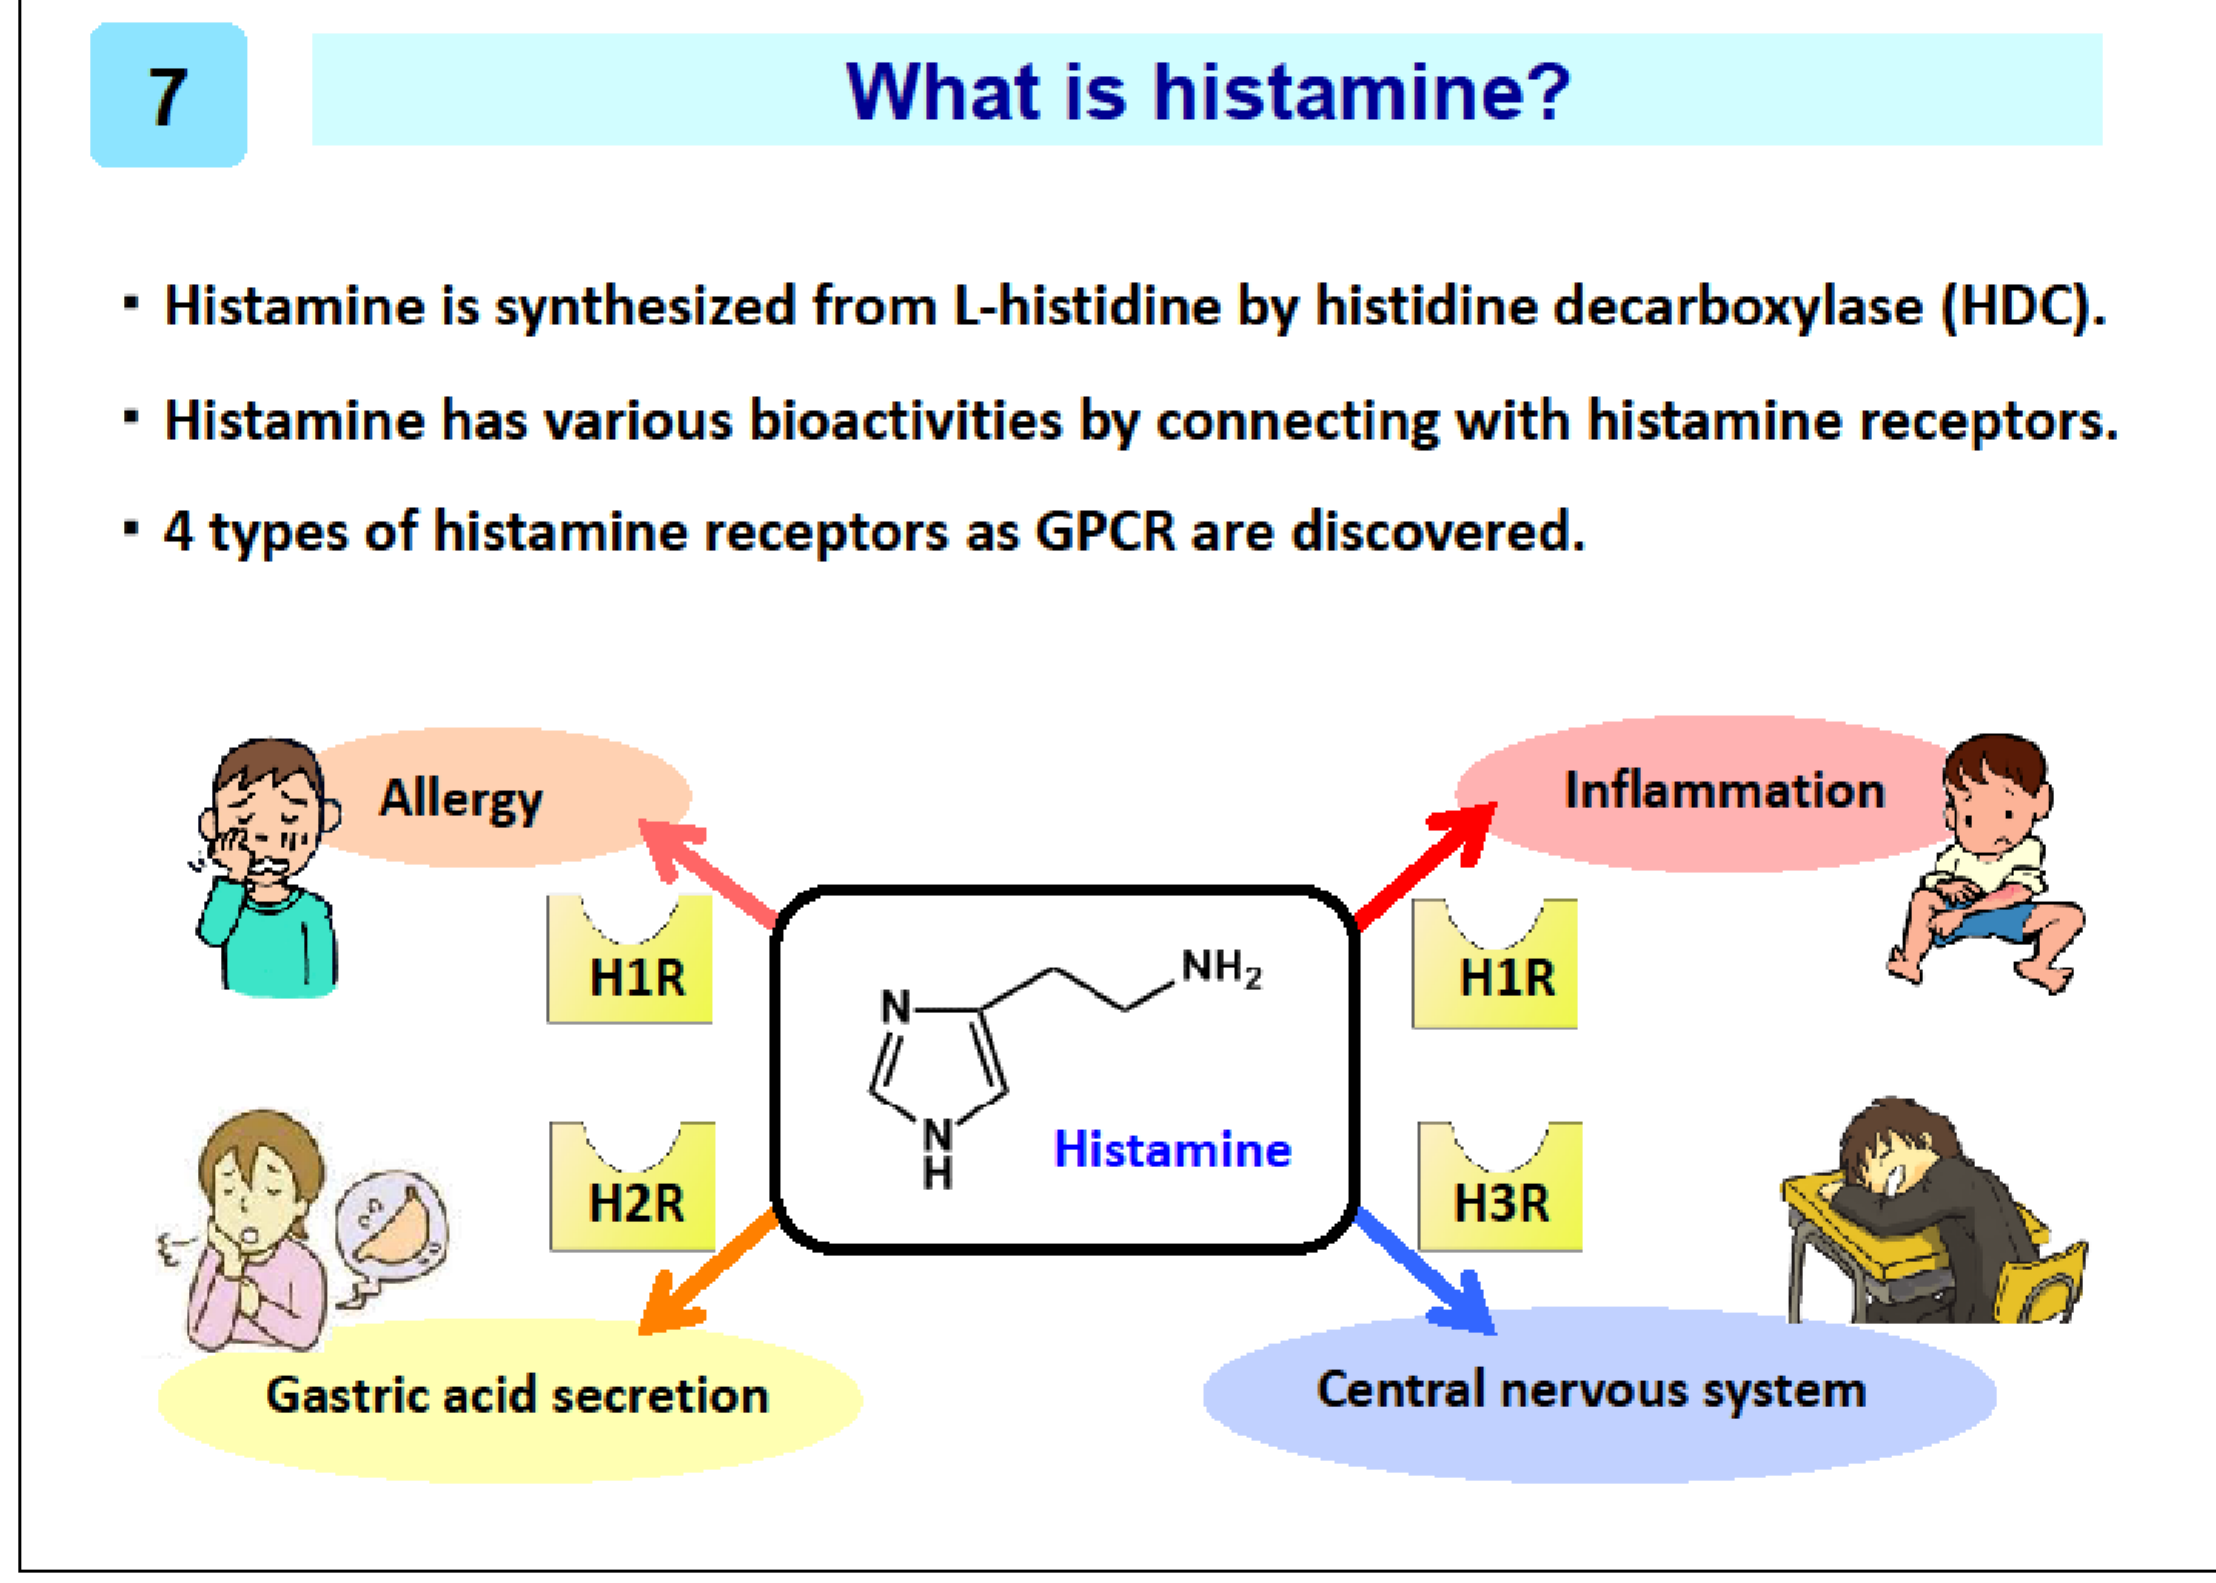 7
What is histamine?
▪ Histamine is synthesized from L-histidine by histidine decarboxylase (HDC).
▪ Histamine has various bioactivities by connecting with histamine receptors.
▪ 4 types of histamine receptors as GPCR are discovered.
Allergy
Inflammation
H1R
H1R
N
NH₂
N
H
Histamine
H2R
H3R
Gastric acid secretion
Central nervous system